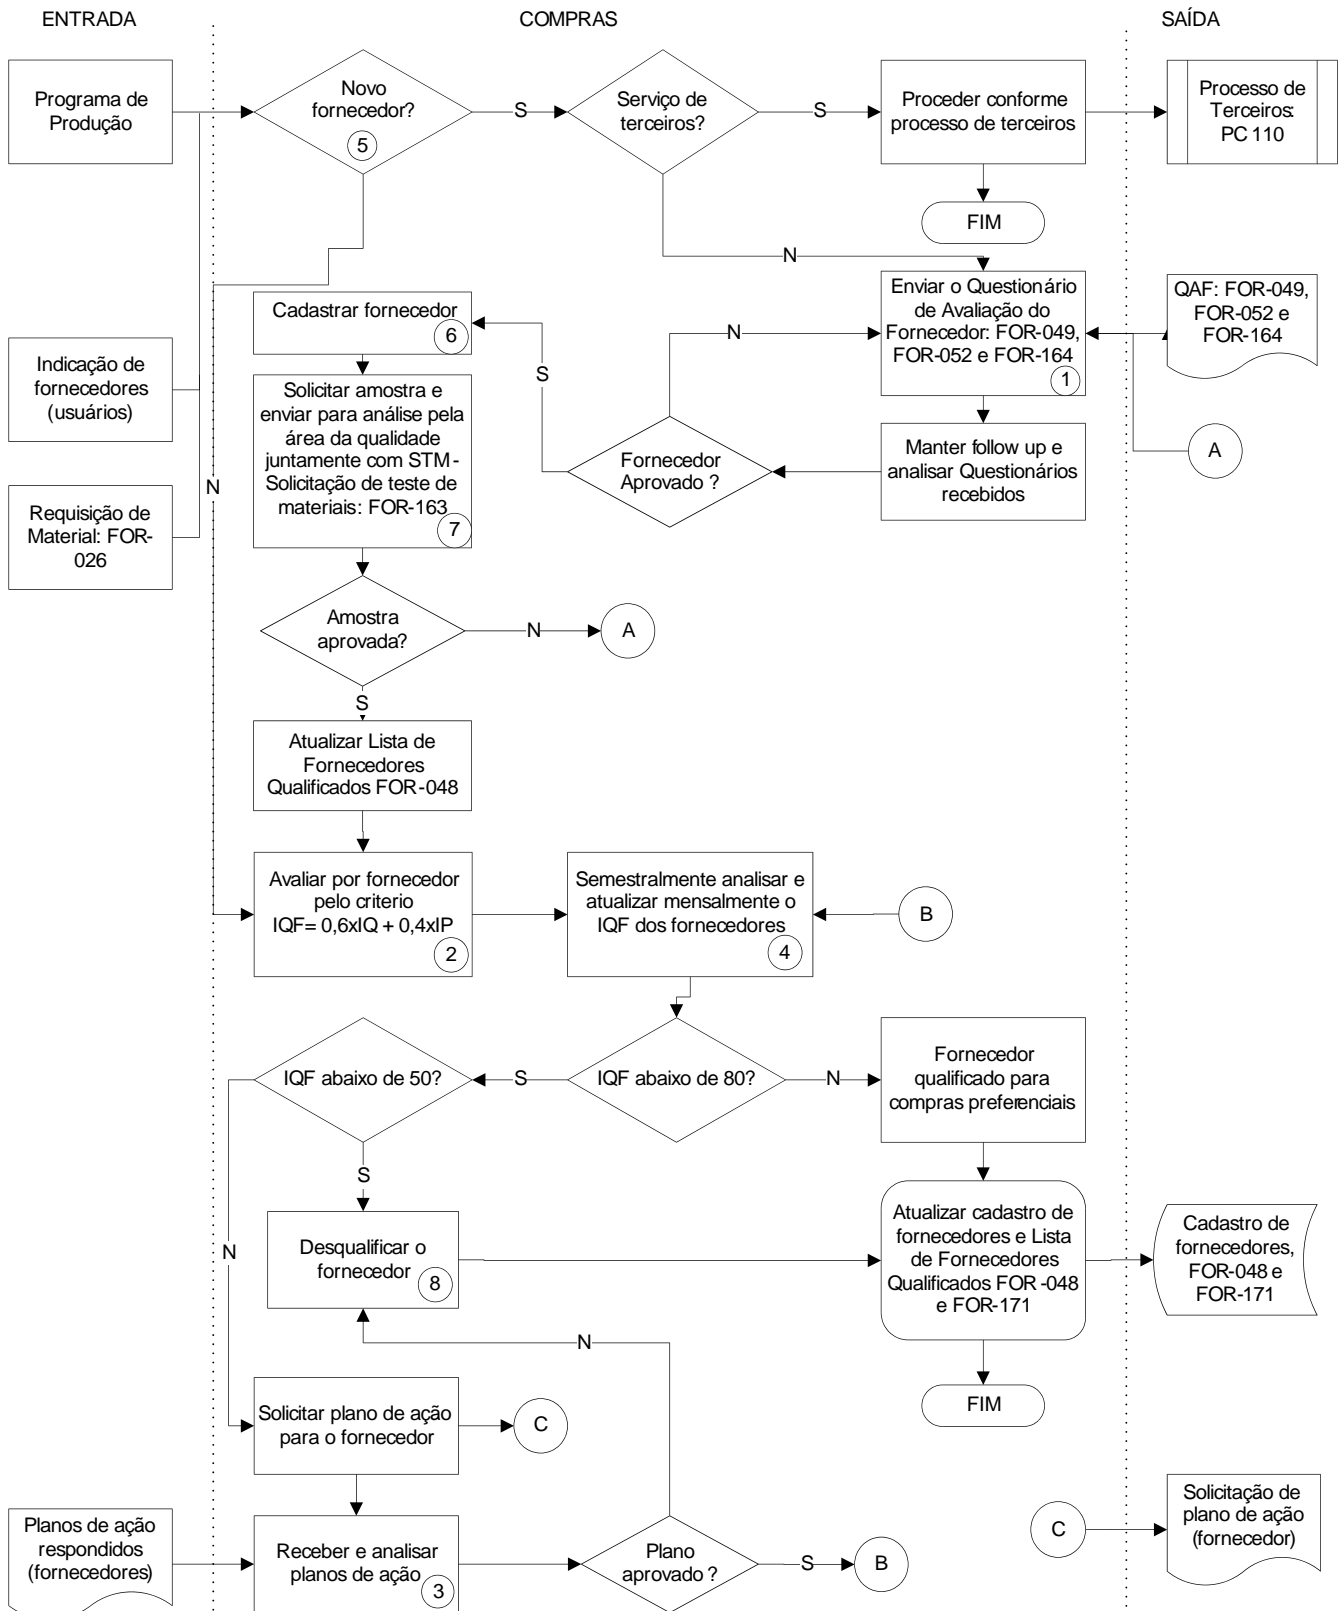 ENTRADA
COMPRAS
SAÍDA
Programa de
Produção
Novo
fornecedor?
5
S
Serviço de
terceiros?
S
Proceder conforme
processo de terceiros
Processo de
Terceiros:
PC 110
FIM
N
Indicação de
fornecedores
(usuários)
Requisição de
Material: FOR-
026
N
Cadastrar fornecedor
6
S
N
Enviar o Questionário
de Avaliação do
Fornecedor: FOR-049,
FOR-052 e FOR-164
1
QAF: FOR-049,
FOR-052 e
FOR-164
A
Solicitar amostra e
enviar para análise pela
área da qualidade
juntamente com STM -
Solicitação de teste de
materiais: FOR-163
7
Fornecedor
Aprovado ?
Manter follow up e
analisar Questionários
recebidos
Amostra
aprovada?
N
A
S
Atualizar Lista de
Fornecedores
Qualificados FOR-048
Avaliar por fornecedor
pelo criterio
IQF= 0,6xIQ + 0,4xIP
2
Semestralmente analisar e
atualizar mensalmente o
IQF dos fornecedores
4
B
IQF abaixo de 50?
S
IQF abaixo de 80?
N
Fornecedor
qualificado para
compras preferenciais
S
N
Desqualificar o
fornecedor
8
Atualizar cadastro de
fornecedores e Lista
de Fornecedores
Qualificados FOR -048
e FOR-171
Cadastro de
fornecedores,
FOR-048 e
FOR-171
N
FIM
Solicitar plano de ação
para o fornecedor
C
Planos de ação
respondidos
(fornecedores)
Receber e analisar
planos de ação
3
Plano
aprovado ?
S
B
C
Solicitação de
plano de ação
(fornecedor)